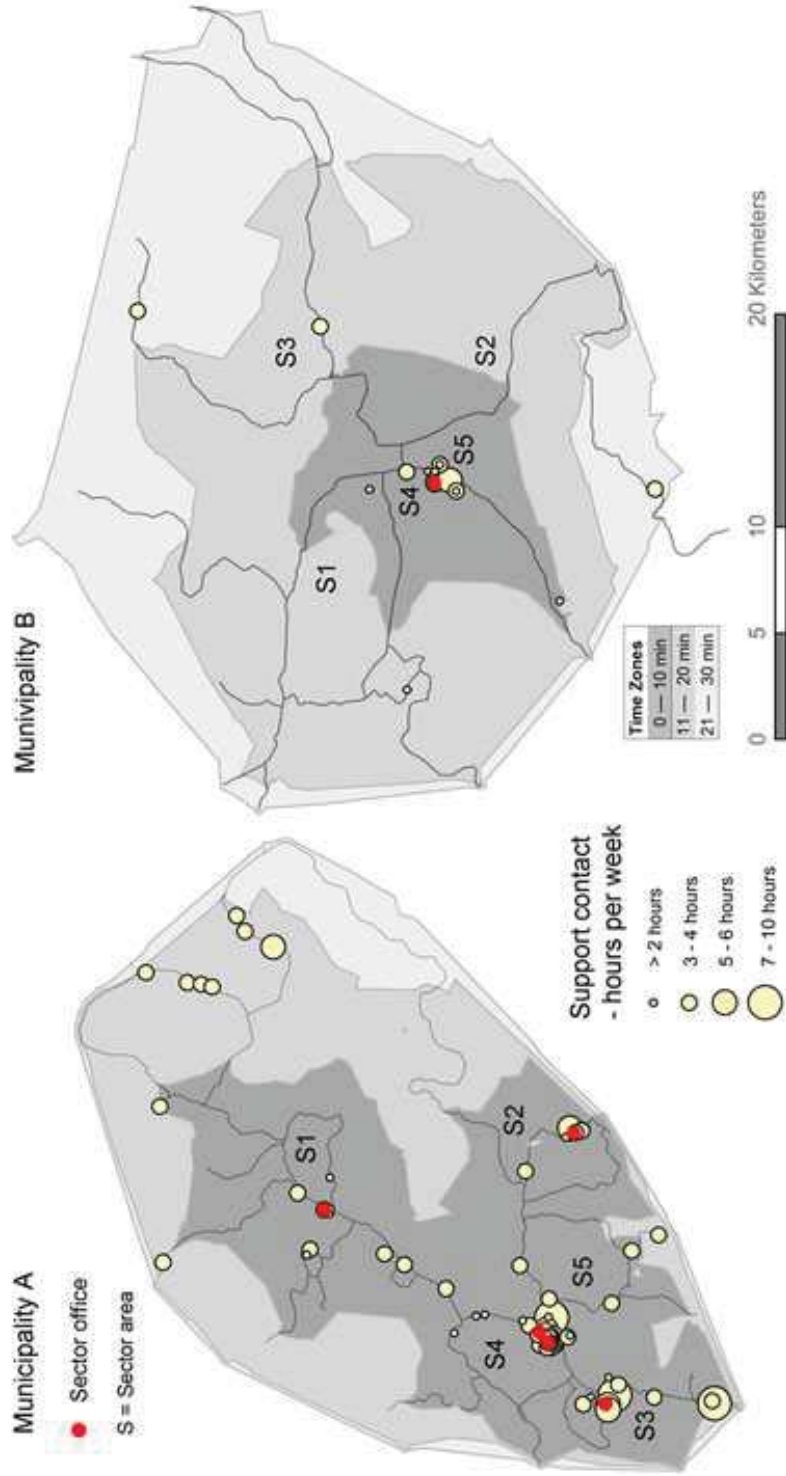 Municipality A
Sector office
S = Sector area
S1
S2
S3
S4
S5
Support contact
- hours per week
> 2 hours
3 - 4 hours
5 - 6 hours
7 - 10 hours
Munivipality B
S1
S2
S3
S4
S5
Time Zones
0 — 10 min
11 — 20 min
21 — 30 min
0 5 10 20 Kilometers